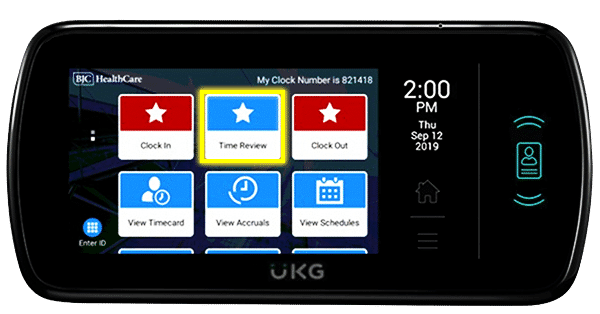 BJC HealthCare
My Clock Number is 821418
2:00
PM
Thu
Sep 12
2019
Clock In
Time Review
Clock Out
View Timecard
View Accruals
View Schedules
Enter ID
UKG